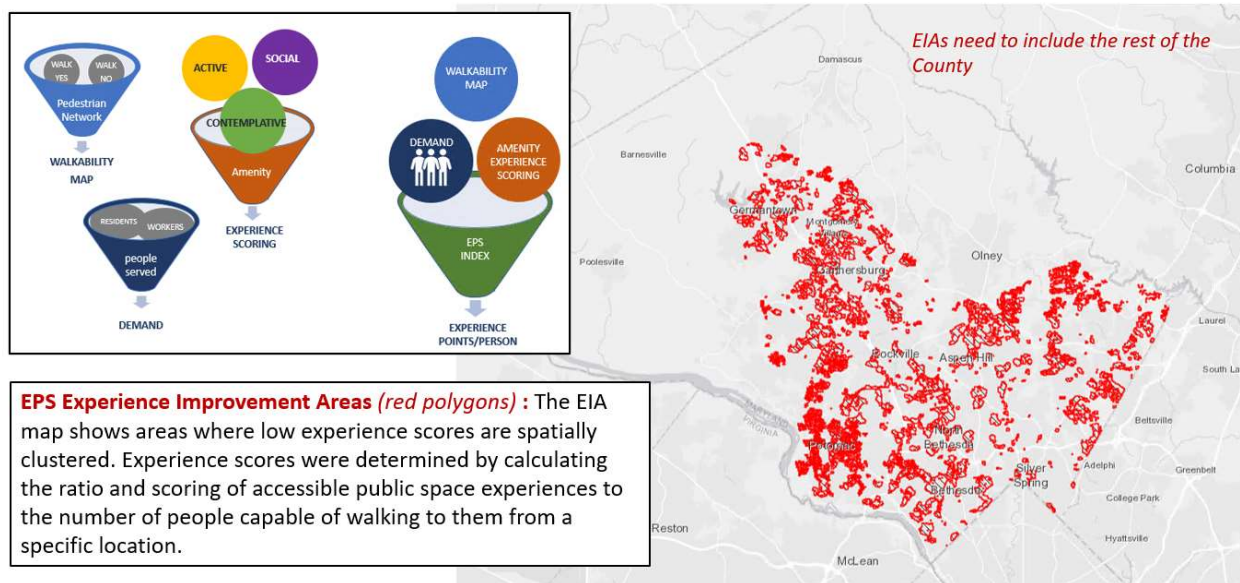 WALK YES
WALK NO
Pedestrian Network
WALKABILITY MAP
RESIDENTS
WORKERS
people served
DEMAND
ACTIVE
SOCIAL
CONTEMPLATIVE
Amenity
EXPERIENCE SCORING
WALKABILITY MAP
DEMAND
AMENITY EXPERIENCE SCORING
EPS INDEX
EXPERIENCE POINTS/PERSON
EPS Experience Improvement Areas (red polygons) : The EIA
map shows areas where low experience scores are spatially
clustered. Experience scores were determined by calculating
the ratio and scoring of accessible public space experiences to
the number of people capable of walking to them from a
specific location.
EIAs need to include the rest of the
County
Damascus
Barnesville
Columbia
Germantown
Montgomery
Village
Poolesville
Gaithersburg
Olney
Laurel
Rockville
Aspen Hill
South La
MARYLAND
VIRGINIA
Potomac
North
Bethesda
Beltsville
Bethesda
Silver
Spring
Adelphi
Greenbelt
College Park
Reston
Hyattsville
McLean